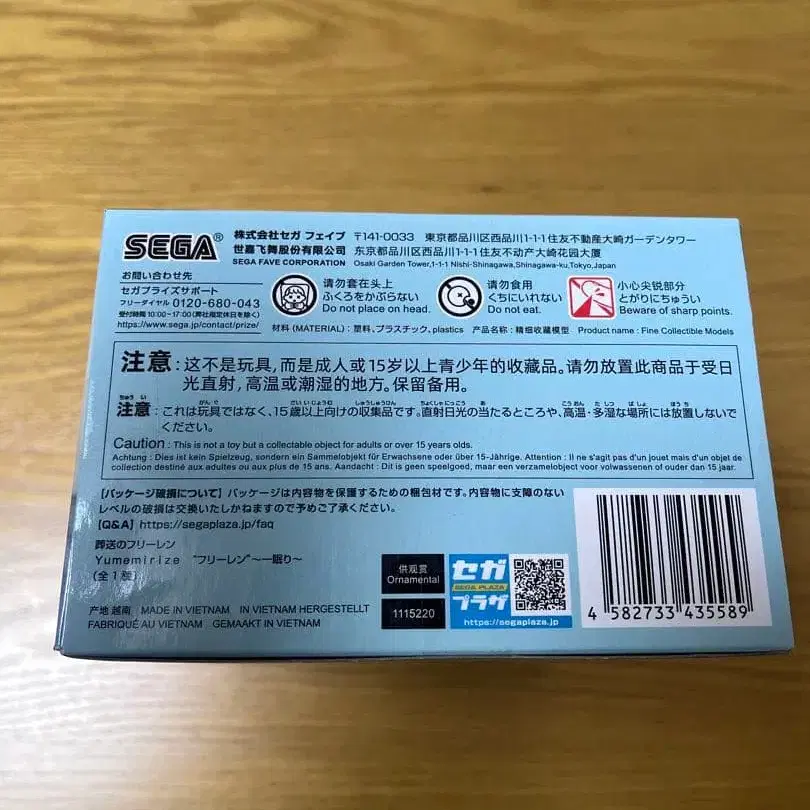 SEGA®
株式会社セガ フェイブ 〒141-0033 東京都品川区西品川1-1-1住友不動産大崎ガーデンタワー
世嘉飞舞股份有限公司 东京都品川区西品川1-1-1住友不动产大崎花园大厦
SEGA FAVE CORPORATION Osaki Garden Tower,1-1-1 Nishi-Shinagawa,Shinagawa-ku,Tokyo,Japan
お問い合わせ先
セガプライズサポート
フリーダイヤル 0120-680-043
受付時間 10:00~17:00(弊社指定休日を除く)
https://www.sega.jp/contact/prize/
请勿套在头上
ふくろをかぶらない
Do not place on head.
请勿食用
くちにいれない
Do not eat.
小心尖锐部分
とがりにちゅうい
Beware of sharp points.
材料 (MATERIAL) : 塑料、プラスチック、plastics 产品名称 : 精细收藏模型 Product name : Fine Collectible Models
注意 : 这不是玩具,而是成人或15岁以上青少年的收藏品。请勿放置此商品于受日
光直射,高温或潮湿的地方。保留备用。
注意 : これは玩具ではなく、15歳以上向けの収集品です。直射日光の当たるところや、高温・多湿な場所には放置しないで
ください。
Caution : This is not a toy but a collectable object for adults or over 15 years olds.
Achtung : Dies ist kein Spielzeug, sondern ein Sammelobjekt für Erwachsene oder über 15-Jährige. Attention : Il ne s'agit pas d'un jouet mais d'un objet de
collection destiné aux adultes ou aux plus de 15 ans. Aandacht : Dit is geen speelgoed, maar een verzamelobject voor volwassenen of ouder dan 15 jaar.
【パッケージ破損について】パッケージは内容物を保護するための梱包材です。内容物に支障のない
レベルの破損は交換いたしかねますので予めご了承ください。
【Q&A】https://segaplaza.jp/faq
葬送のフリーレン
Yumemirize “フリーレン”~一眠り~
(全1種)
产地 越南 MADE IN VIETNAM IN VIETNAM HERGESTELLT
FABRIQUÉ AU VIETNAM GEMAAKT IN VIETNAM
供观赏
Ornamental
1115220
セガ
SEGA PLAZA
プラザ
https://segaplaza.jp
4 582733 435589